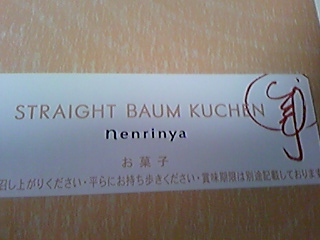 STRAIGHT BAUM KUCHEN
nenrinya
お菓子
召し上がりください・平らにお持ち歩きください・賞味期限は別途記載しております